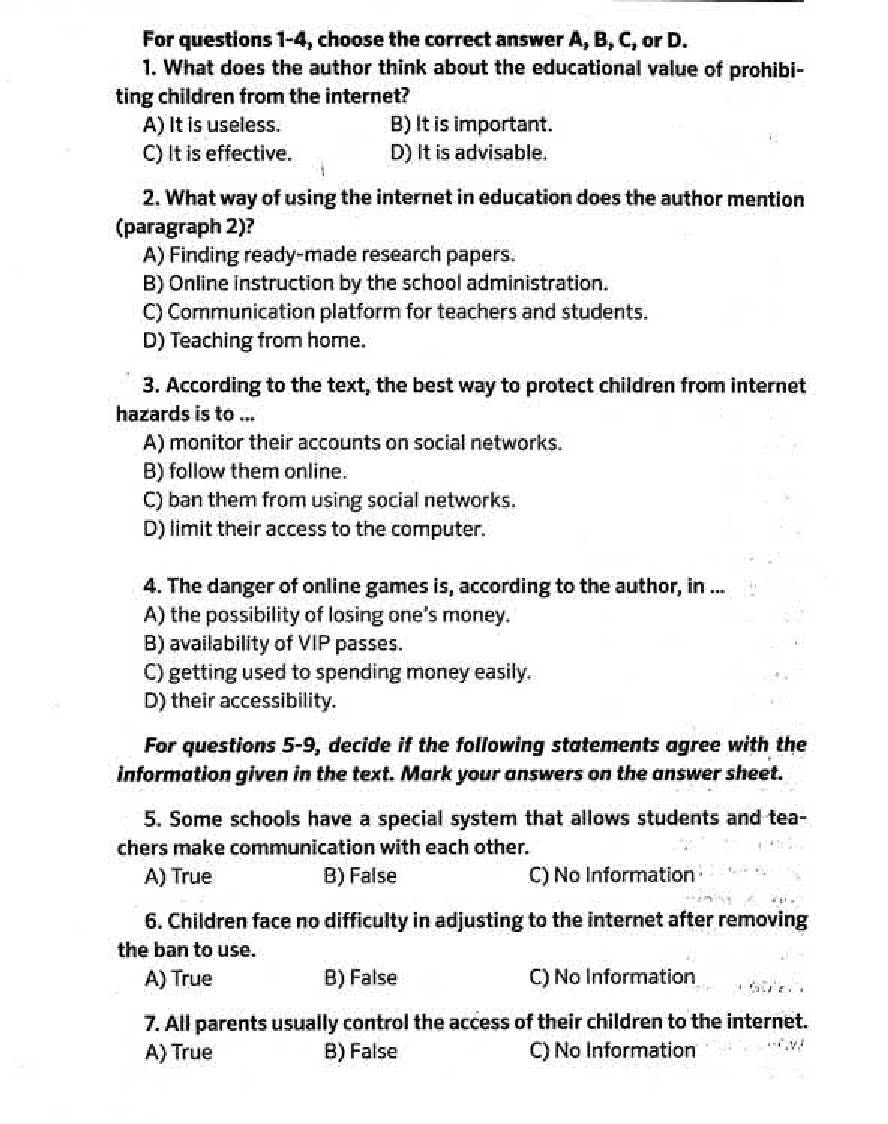 For questions 1-4, choose the correct answer A, B, C, or D.
1. What does the author think about the educational value of prohibi-
ting children from the internet?
A) It is useless. B) It is important.
C) It is effective. D) It is advisable.
2. What way of using the internet in education does the author mention
(paragraph 2)?
A) Finding ready-made research papers.
B) Online instruction by the school administration.
C) Communication platform for teachers and students.
D) Teaching from home.
3. According to the text, the best way to protect children from internet
hazards is to ...
A) monitor their accounts on social networks.
B) follow them online.
C) ban them from using social networks.
D) limit their access to the computer.
4. The danger of online games is, according to the author, in ...
A) the possibility of losing one's money.
B) availability of VIP passes.
C) getting used to spending money easily.
D) their accessibility.
For questions 5-9, decide if the following statements agree with the
information given in the text. Mark your answers on the answer sheet.
5. Some schools have a special system that allows students and tea-
chers make communication with each other.
A) True B) False C) No Information
6. Children face no difficulty in adjusting to the internet after removing
the ban to use.
A) True B) False C) No Information
7. All parents usually control the access of their children to the internet.
A) True B) False C) No Information